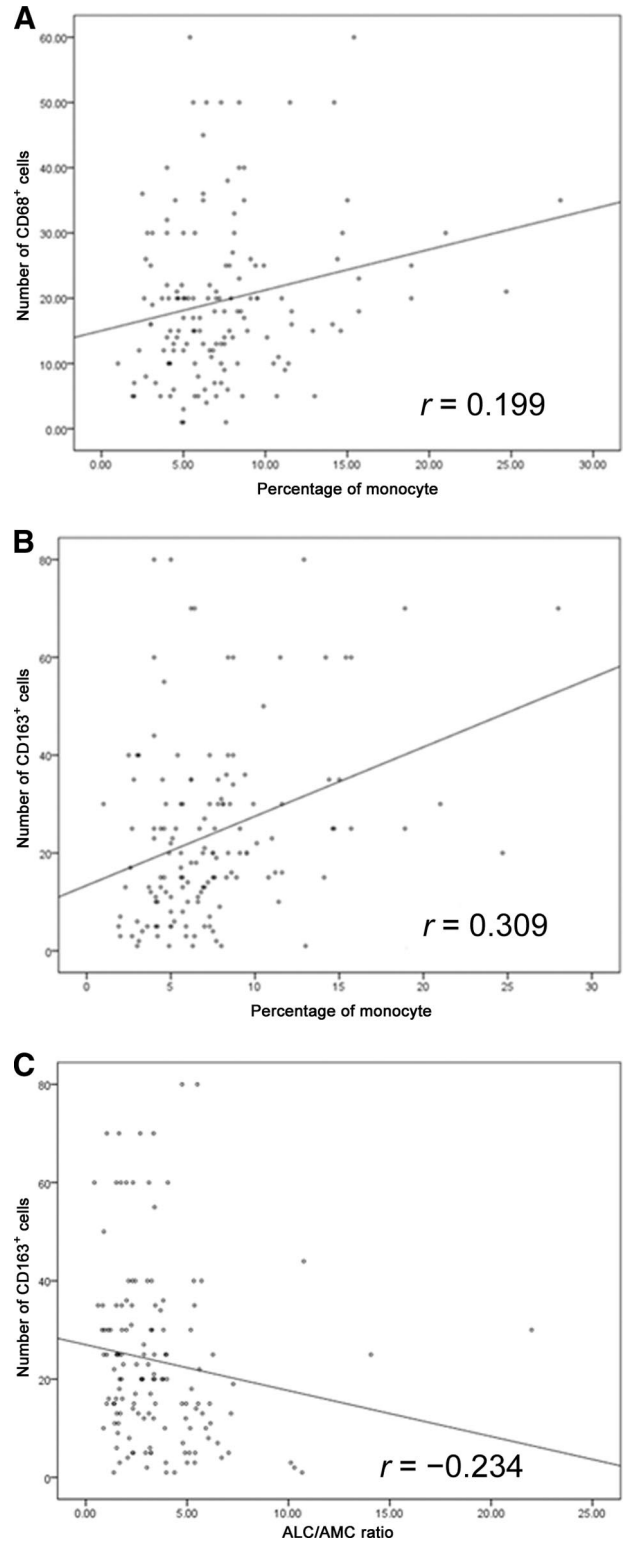 A
Number of CD68+ cells
60.00
50.00
40.00
30.00
20.00
10.00
0.00
r = 0.199
0.00 5.00 10.00 15.00 20.00 25.00 30.00
Percentage of monocyte
B
Number of CD163+ cells
80
60
40
20
0
r = 0.309
0 5 10 15 20 25 30
Percentage of monocyte
C
Number of CD163+ cells
80
60
40
20
0
r = −0.234
0.00 5.00 10.00 15.00 20.00 25.00
ALC/AMC ratio